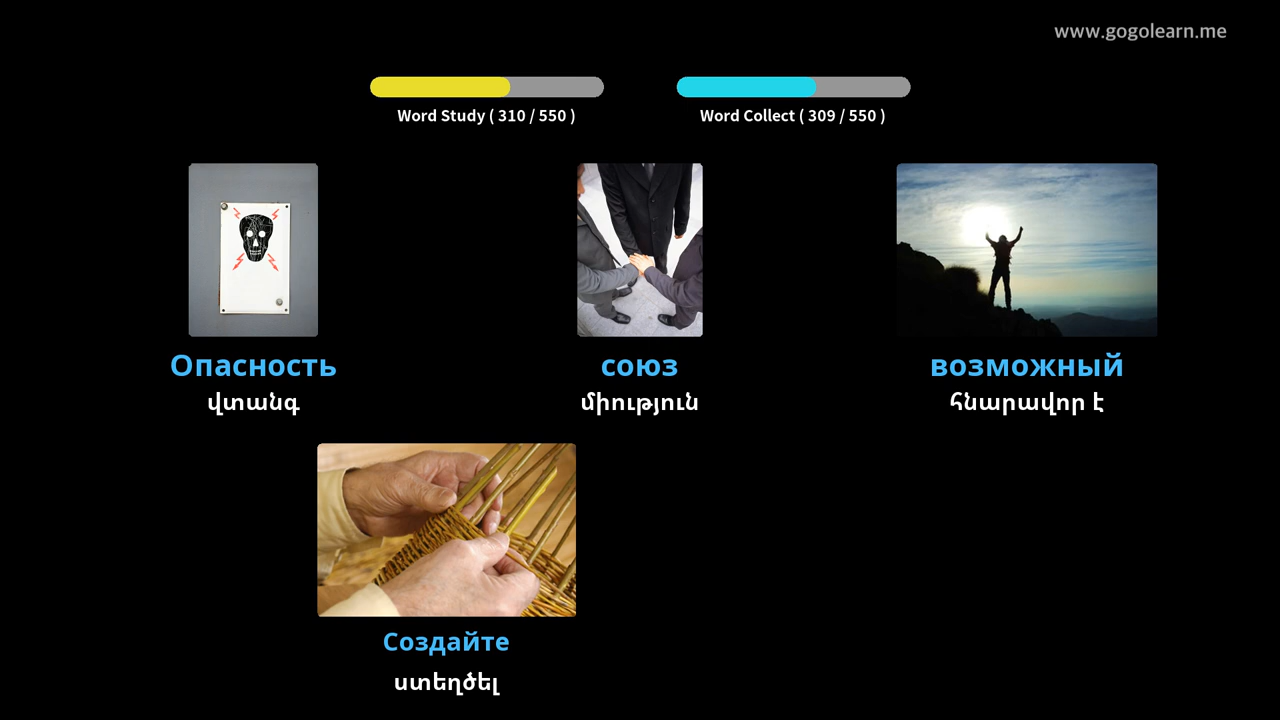 www.gogolearn.me
Word Study ( 310 / 550 )
Word Collect ( 309 / 550 )
Опасность
վտանգ
союз
միություն
возможный
հնարավոր է
Создайте
ստեղծել